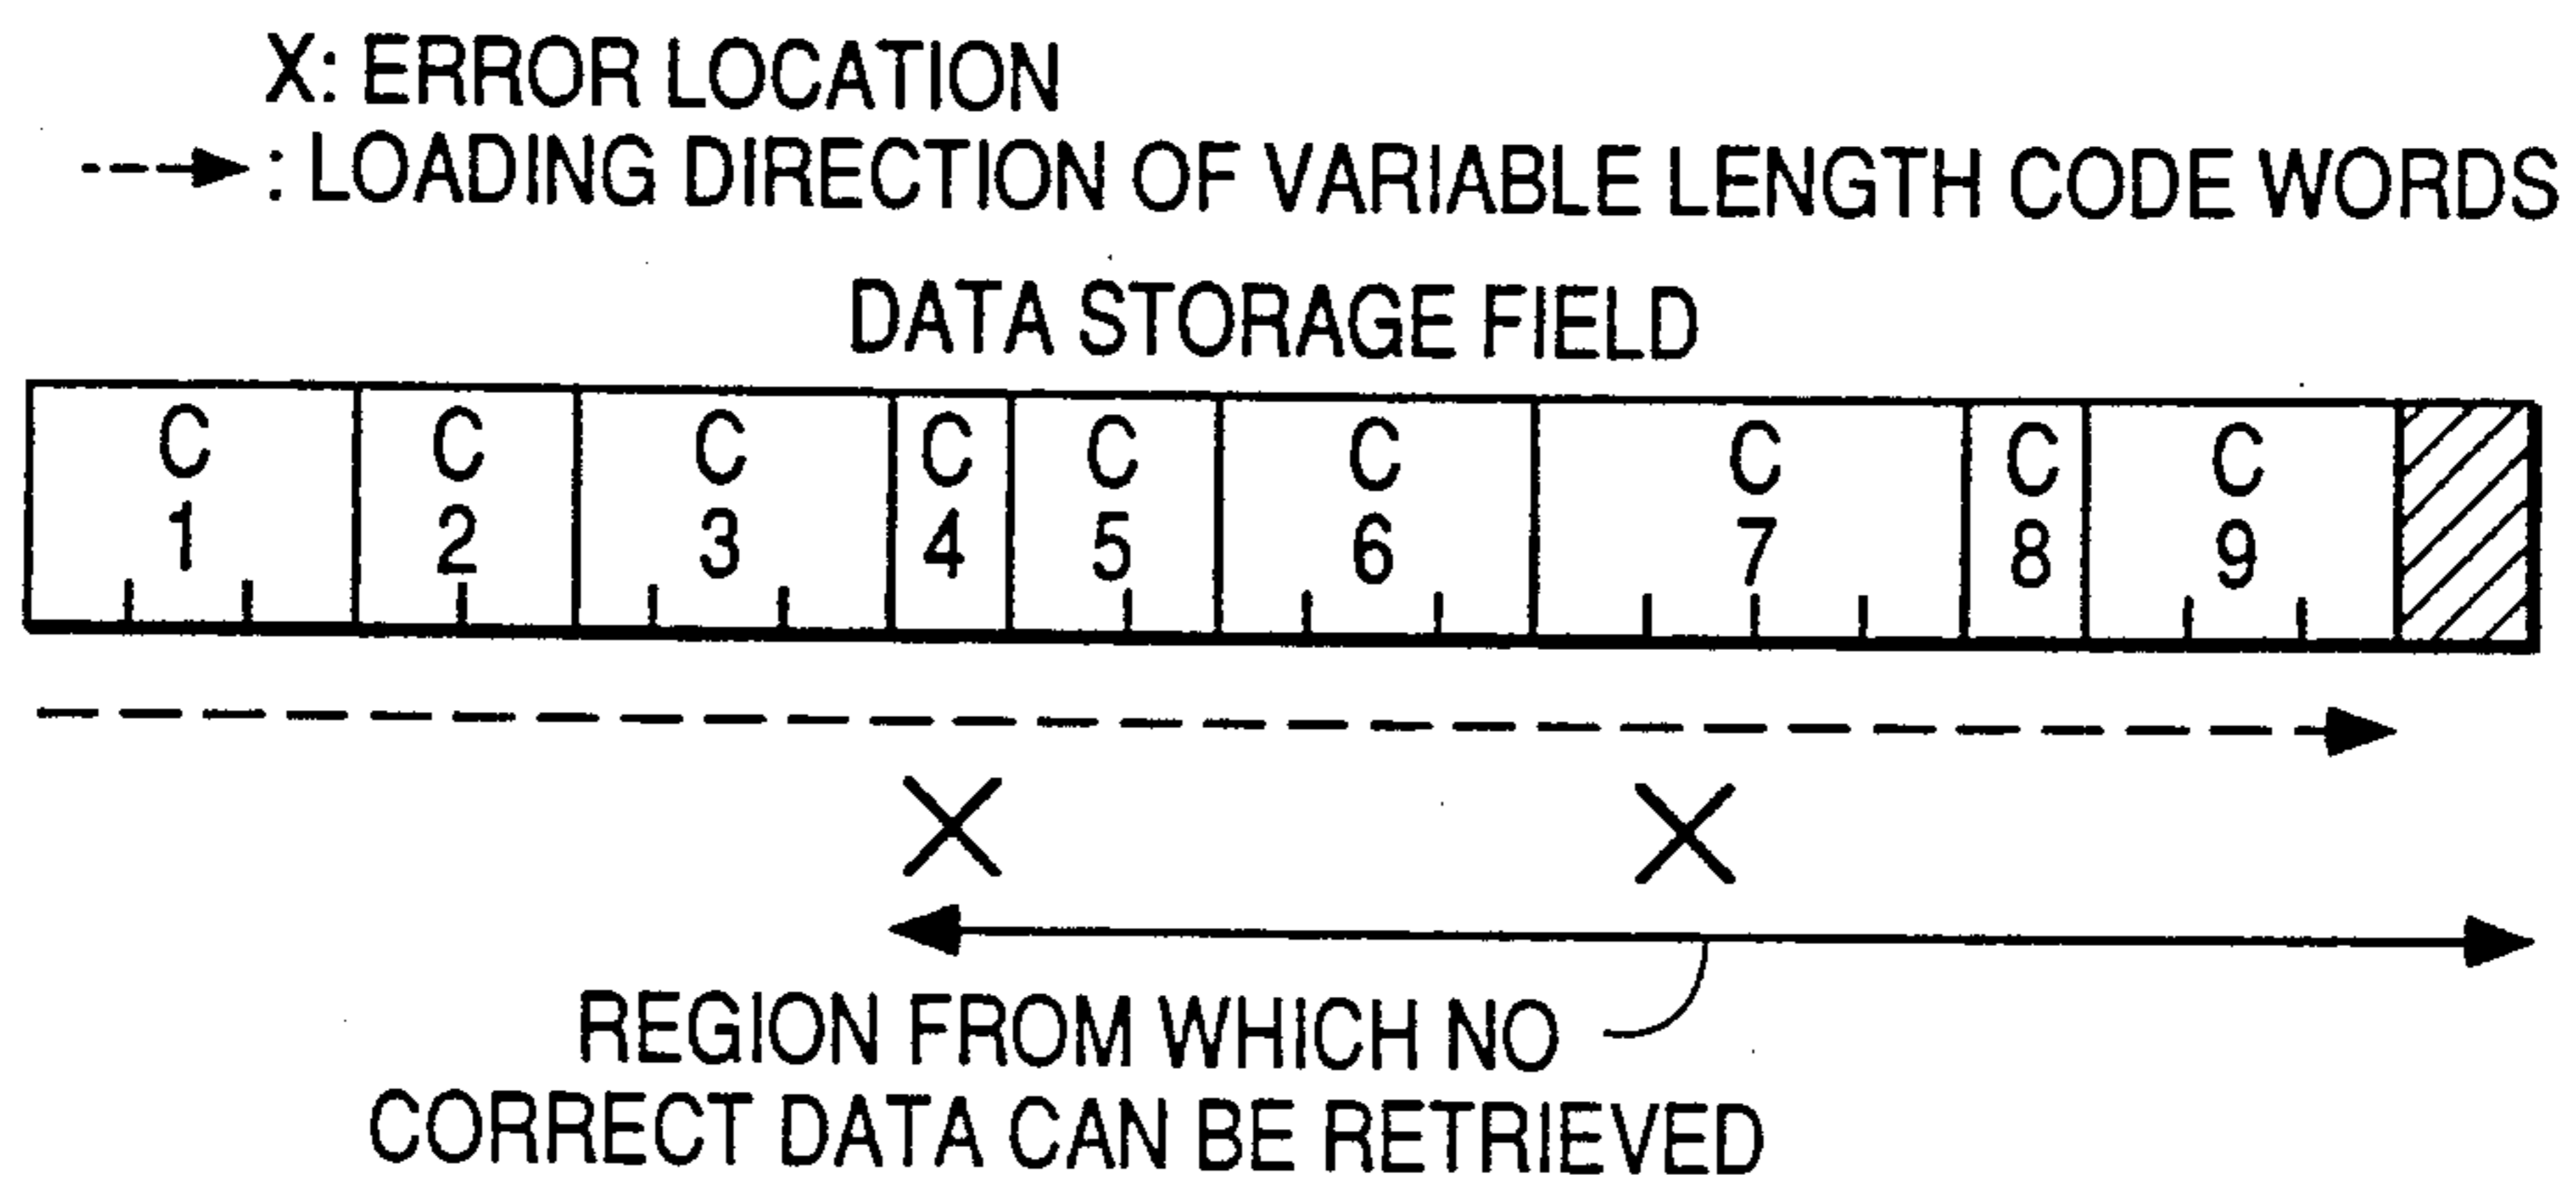 X: ERROR LOCATION
: LOADING DIRECTION OF VARIABLE LENGTH CODE WORDS
DATA STORAGE FIELD
C C C C C C C C C
1 2 3 4 5 6 7 8 9
X X
REGION FROM WHICH NO
CORRECT DATA CAN BE RETRIEVED